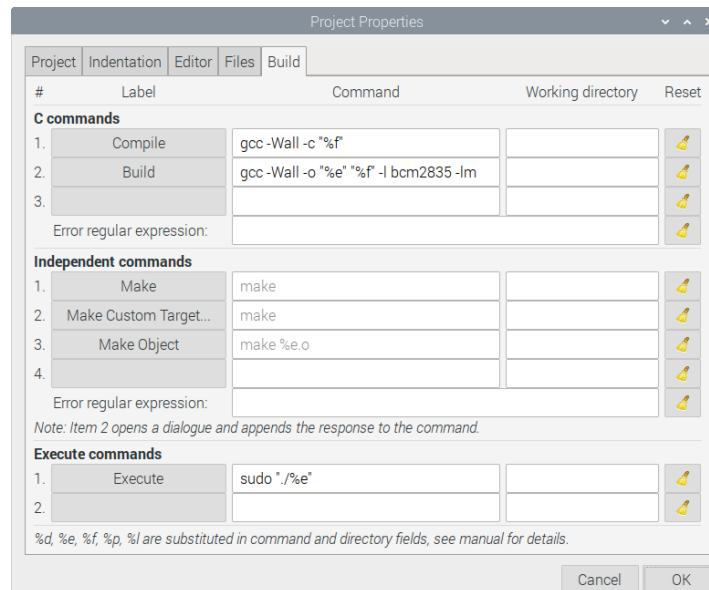 Project Properties
Project Indentation Editor Files Build
# Label Command Working directory Reset
C commands
1. Compile gcc -Wall -c "%f"
2. Build gcc -Wall -o "%e" "%f" -l bcm2835 -lm
3.
Error regular expression:
Independent commands
1. Make make
2. Make Custom Target... make
3. Make Object make %e.o
4.
Error regular expression:
Note: Item 2 opens a dialogue and appends the response to the command.
Execute commands
1. Execute sudo "./%e"
2.
%d, %e, %f, %p, %l are substituted in command and directory fields, see manual for details.
Cancel OK